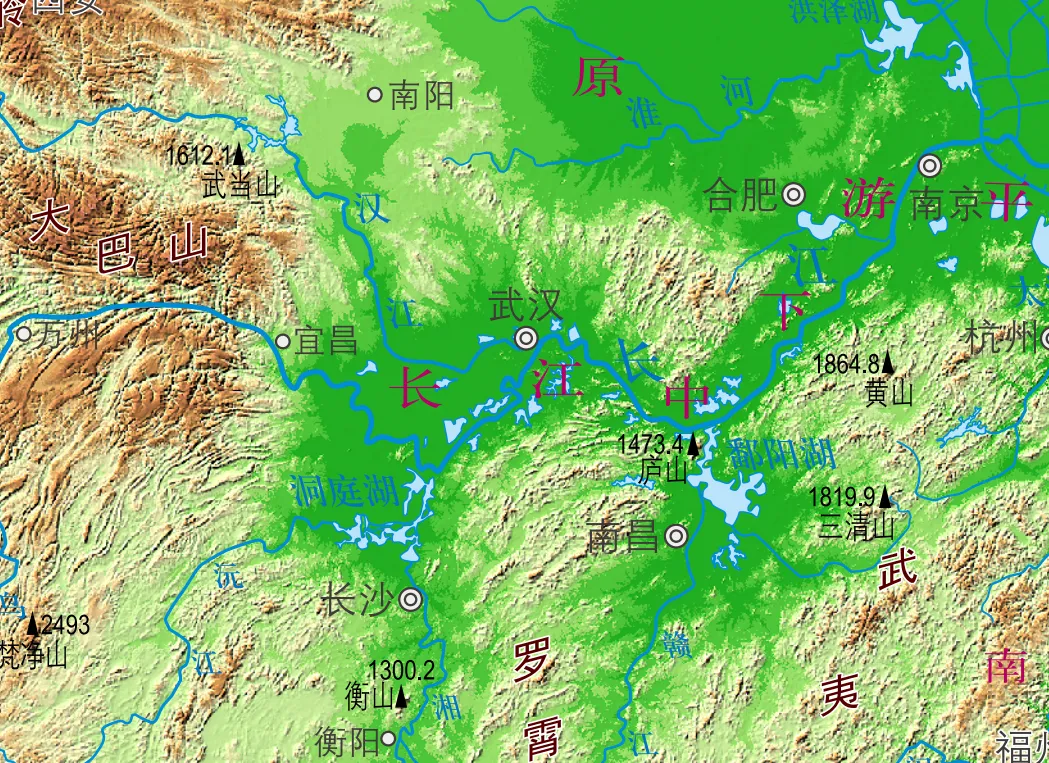 岭
西安
洪泽湖
原
淮河
南阳
1612.1
武当山
合肥
南京
大巴山
汉江
万州
宜昌
武汉
长江中下游平
长江
杭州
1864.8
黄山
1473.4
庐山
鄱阳湖
洞庭湖
1819.9
三清山
南昌
沅江
长沙
武夷
2493
梵净山
1300.2
衡山
衡阳
湘
罗霄
赣江
南
福州
太